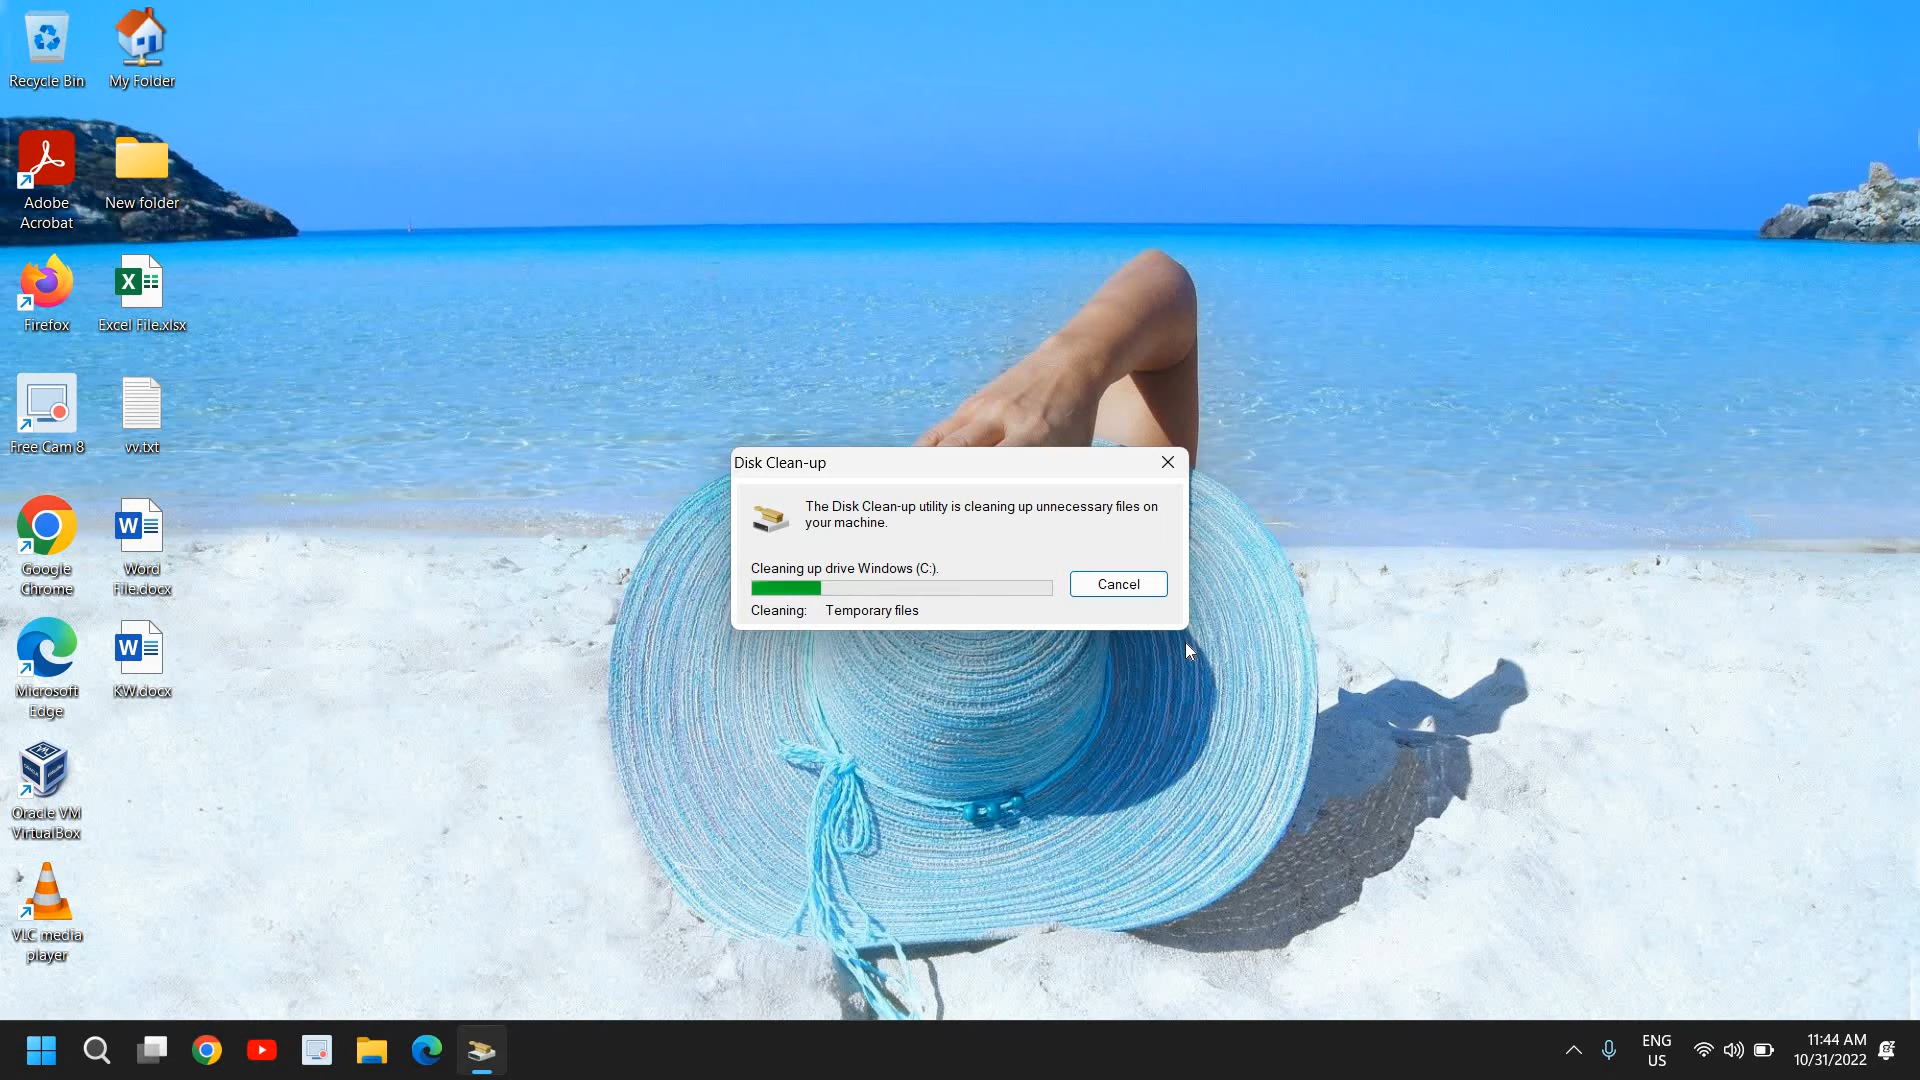 Recycle Bin
My Folder
Adobe
Acrobat
New folder
Firefox
Excel File.xlsx
Free Cam 8
vv.txt
Google
Chrome
Word
File.docx
Microsoft
Edge
KW.docx
Oracle VM
VirtualBox
VLC media
player
Disk Clean-up
The Disk Clean-up utility is cleaning up unnecessary files on
your machine.
Cleaning up drive Windows (C:).
Cancel
Cleaning: Temporary files
ENG
US
11:44 AM
10/31/2022